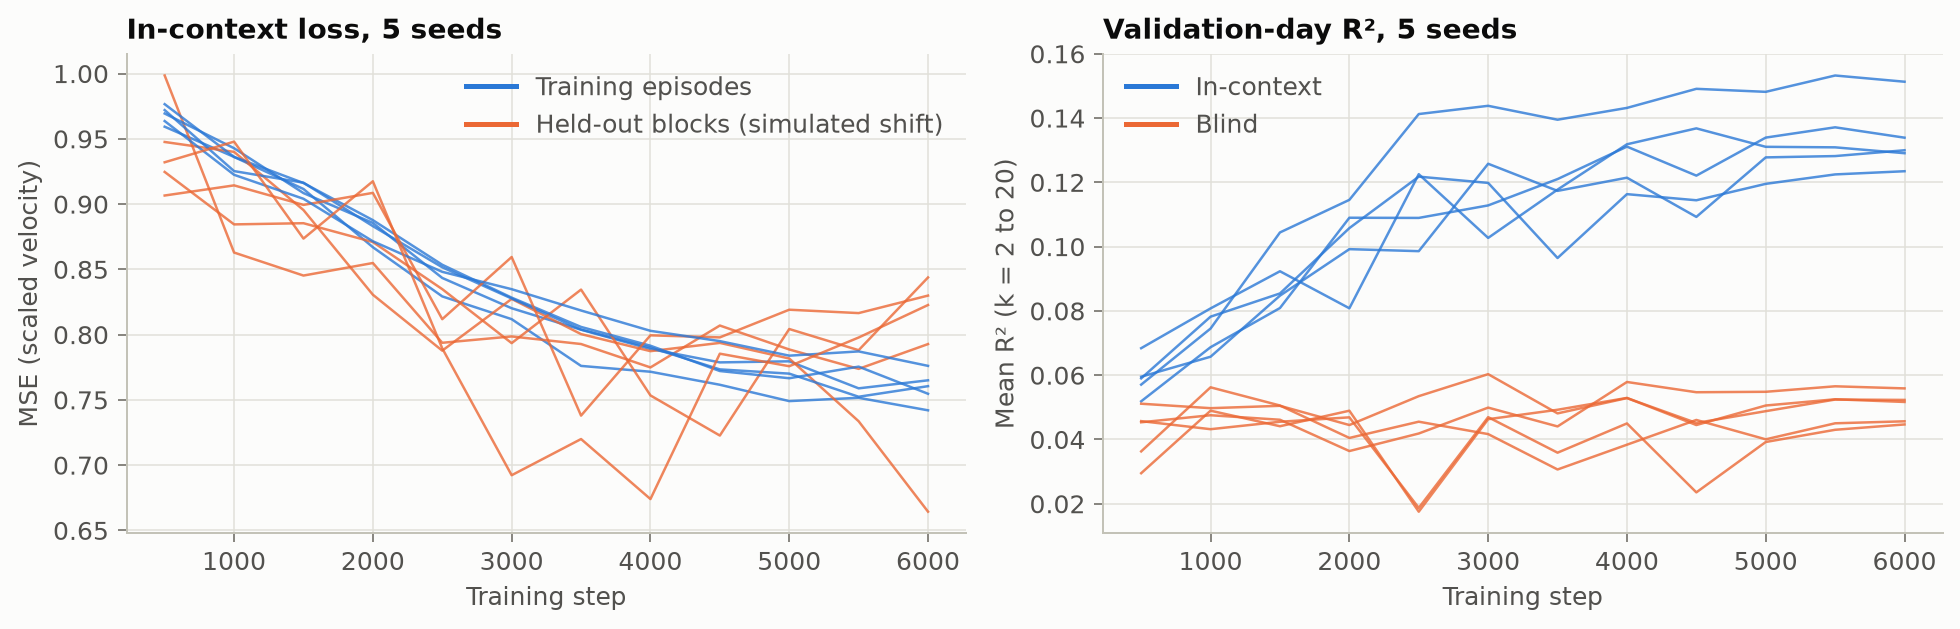 In-context loss, 5 seeds
Training episodes
Held-out blocks (simulated shift)
MSE (scaled velocity)
1.00
0.95
0.90
0.85
0.80
0.75
0.70
0.65
1000 2000 3000 4000 5000 6000
Training step
Validation-day R², 5 seeds
In-context
Blind
Mean R² (k = 2 to 20)
0.16
0.14
0.12
0.10
0.08
0.06
0.04
0.02
1000 2000 3000 4000 5000 6000
Training step